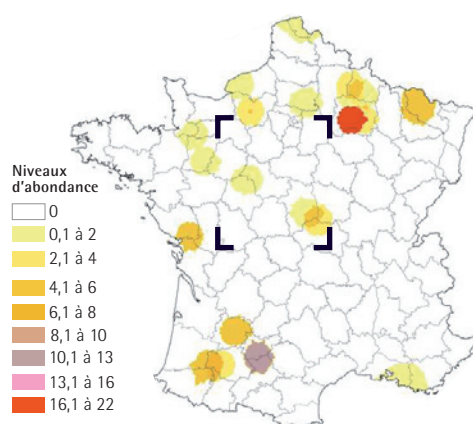 Niveaux
d'abondance
0
0,1 à 2
2,1 à 4
4,1 à 6
6,1 à 8
8,1 à 10
10,1 à 13
13,1 à 16
16,1 à 22